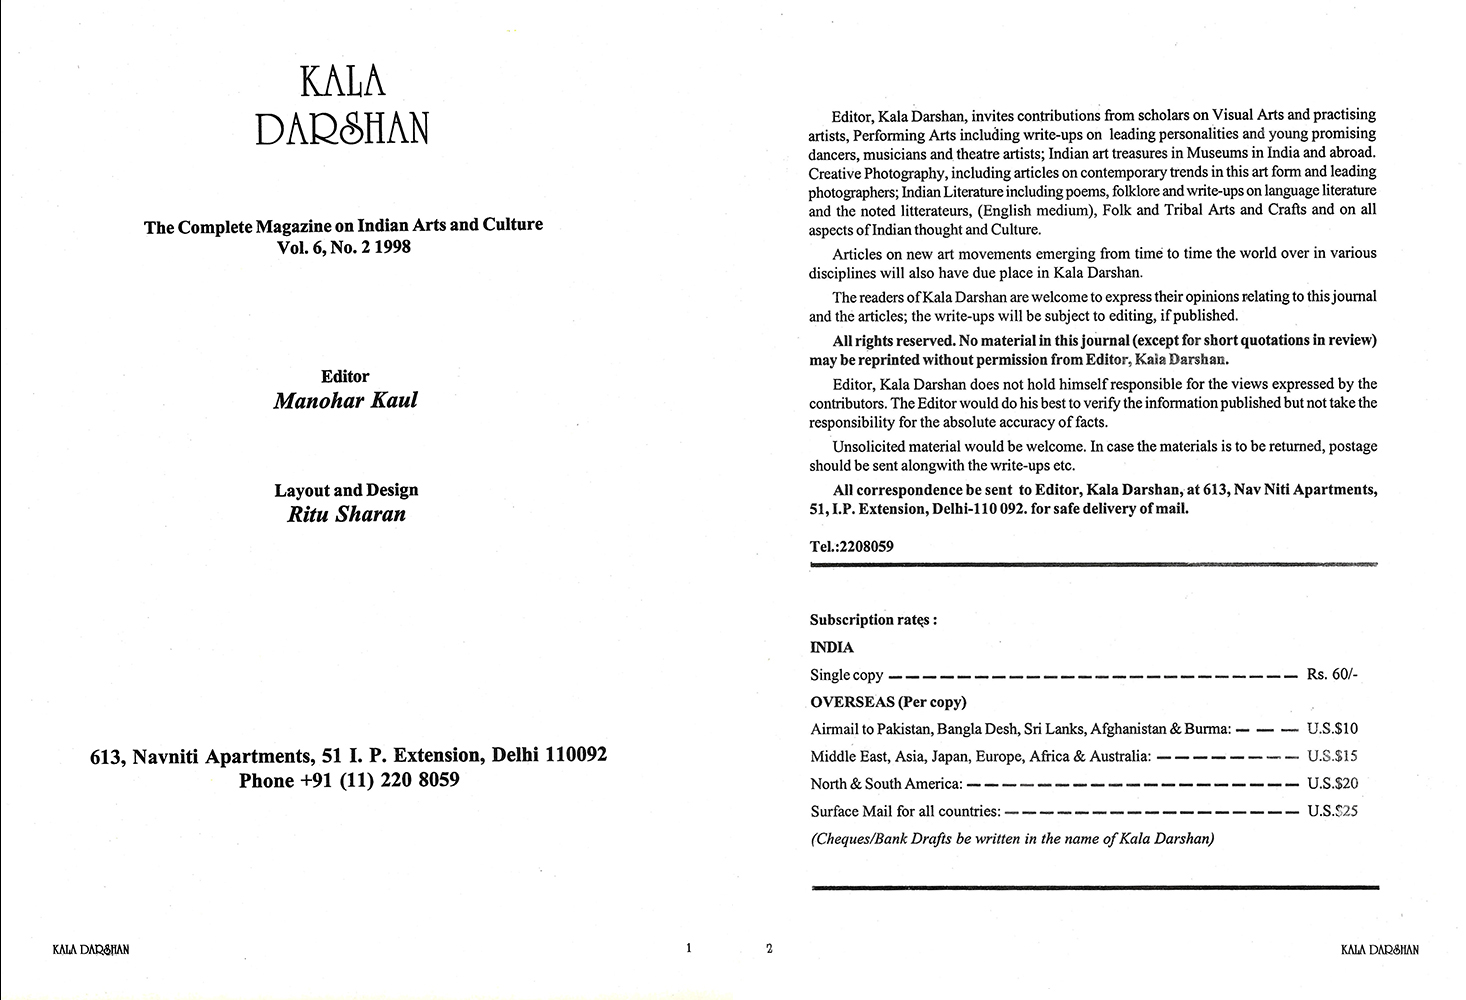 KALA
DARSHAN
The Complete Magazine on Indian Arts and Culture
Vol. 6, No. 2 1998
Editor
Manohar Kaul
Layout and Design
Ritu Sharan
613, Navniti Apartments, 51 I. P. Extension, Delhi 110092
Phone +91 (11) 220 8059
KALA DARSHAN
1
Editor, Kala Darshan, invites contributions from scholars on Visual Arts and practising
artists, Performing Arts including write-ups on leading personalities and young promising
dancers, musicians and theatre artists; Indian art treasures in Museums in India and abroad.
Creative Photography, including articles on contemporary trends in this art form and leading
photographers; Indian Literature including poems, folklore and write-ups on language literature
and the noted litterateurs, (English medium), Folk and Tribal Arts and Crafts and on all
aspects of Indian thought and Culture.
Articles on new art movements emerging from time to time the world over in various
disciplines will also have due place in Kala Darshan.
The readers of Kala Darshan are welcome to express their opinions relating to this journal
and the articles; the write-ups will be subject to editing, if published.
All rights reserved. No material in this journal (except for short quotations in review)
may be reprinted without permission from Editor, Kala Darshan.
Editor, Kala Darshan does not hold himself responsible for the views expressed by the
contributors. The Editor would do his best to verify the information published but not take the
responsibility for the absolute accuracy of facts.
Unsolicited material would be welcome. In case the materials is to be returned, postage
should be sent alongwith the write-ups etc.
All correspondence be sent to Editor, Kala Darshan, at 613, Nav Niti Apartments,
51, I.P. Extension, Delhi-110 092. for safe delivery of mail.
Tel.:2208059
Subscription rates :
INDIA
Single copy — — — Rs. 60/-
OVERSEAS (Per copy)
Airmail to Pakistan, Bangla Desh, Sri Lanks, Afghanistan & Burma: — — — U.S.$10
Middle East, Asia, Japan, Europe, Africa & Australia: — — — U.S.$15
North & South America: — — — U.S.$20
Surface Mail for all countries: — — — U.S.$25
(Cheques/Bank Drafts be written in the name of Kala Darshan)
2
KALA DARSHAN